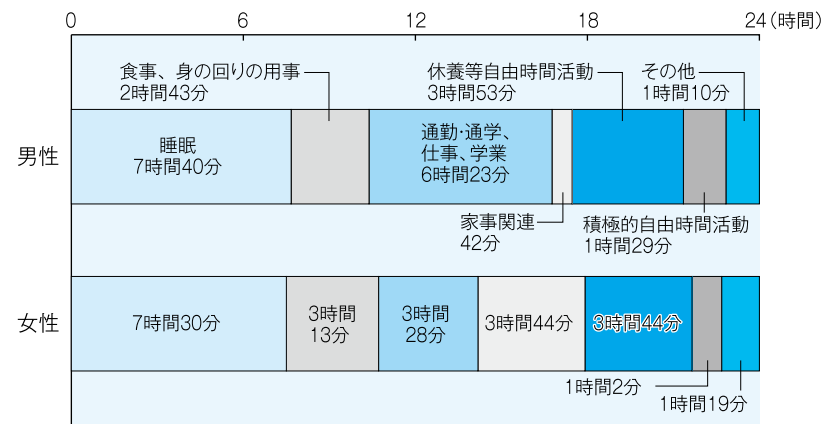 0 6 12 18 24(時間)
食事、身の回りの用事
2時間43分
休養等自由時間活動
3時間53分
その他
1時間10分
男性
睡眠
7時間40分
通勤・通学、
仕事、学業
6時間23分
家事関連
42分
積極的自由時間活動
1時間29分
女性
7時間30分
3時間
13分
3時間
28分
3時間44分
3時間44分
1時間2分
1時間19分